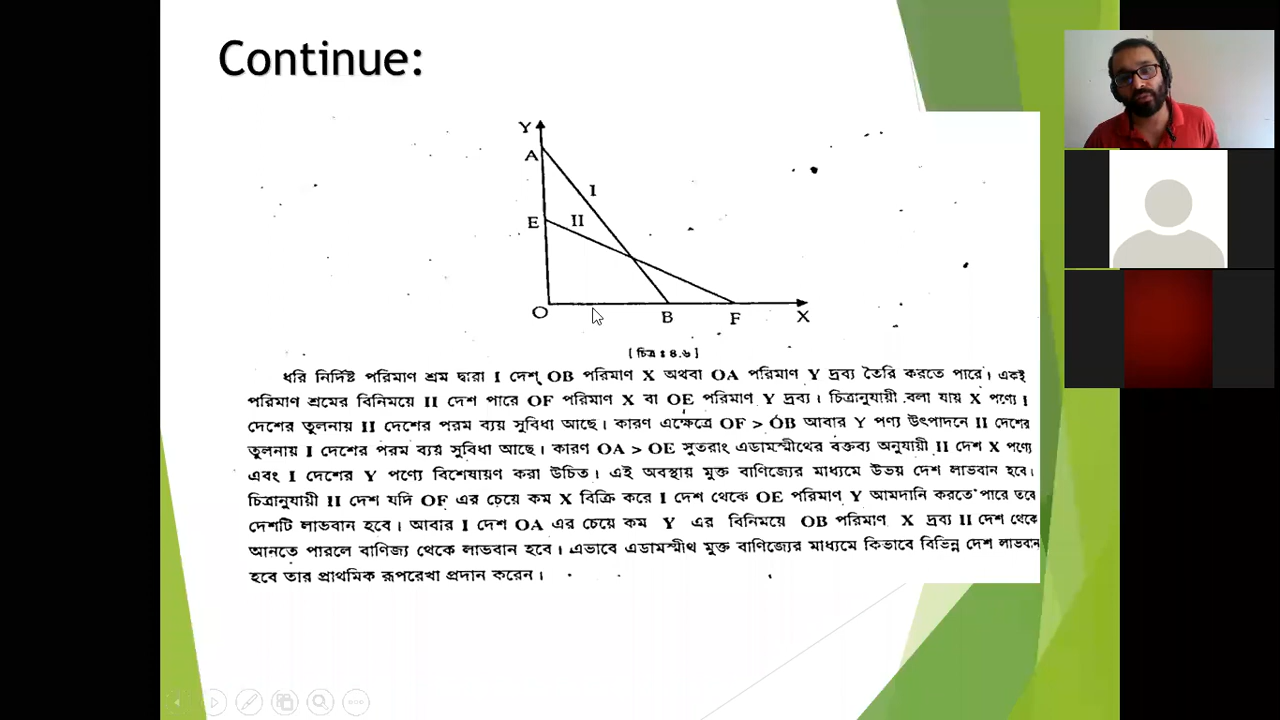 Continue:
Y
A
I
E
II
O
B
F
X
[ চিত্র ঃ ৪.৬ ]
ধরি নির্দিষ্ট পরিমাণ শ্রম দ্বারা I দেশ OB পরিমাণ X অথবা OA পরিমাণ Y দ্রব্য তৈরি করতে পারে। একই
পরিমাণ শ্রমের বিনিময়ে II দেশ পারে OF পরিমাণ X বা OE পরিমাণ Y দ্রব্য। চিত্রানুযায়ী বলা যায় X পণ্যে I
দেশের তুলনায় II দেশের পরম ব্যয় সুবিধা আছে। কারণ এক্ষেত্রে OF > OB আবার Y পণ্য উৎপাদনে II দেশের
তুলনায় I দেশের পরম ব্যয় সুবিধা আছে। কারণ OA > OE সুতরাং এডামস্মীথের বক্তব্য অনুযায়ী II দেশ X পণ্যে
এবং I দেশের Y পণ্যে বিশেষায়ণ করা উচিত। এই অবস্থায় মুক্ত বাণিজ্যের মাধ্যমে উভয় দেশ লাভবান হবে।
চিত্রানুযায়ী II দেশ যদি OF এর চেয়ে কম X বিক্রি করে I দেশ থেকে OE পরিমাণ Y আমদানি করতে পারে তবে
দেশটি লাভবান হবে। আবার I দেশ OA এর চেয়ে কম Y এর বিনিময়ে OB পরিমাণ X দ্রব্য II দেশ থেকে
আনতে পারলে বাণিজ্য থেকে লাভবান হবে। এভাবে এডামস্মীথ মুক্ত বাণিজ্যের মাধ্যমে কিভাবে বিভিন্ন দেশ লাভবান
হবে তার প্রাথমিক রূপরেখা প্রদান করেন।